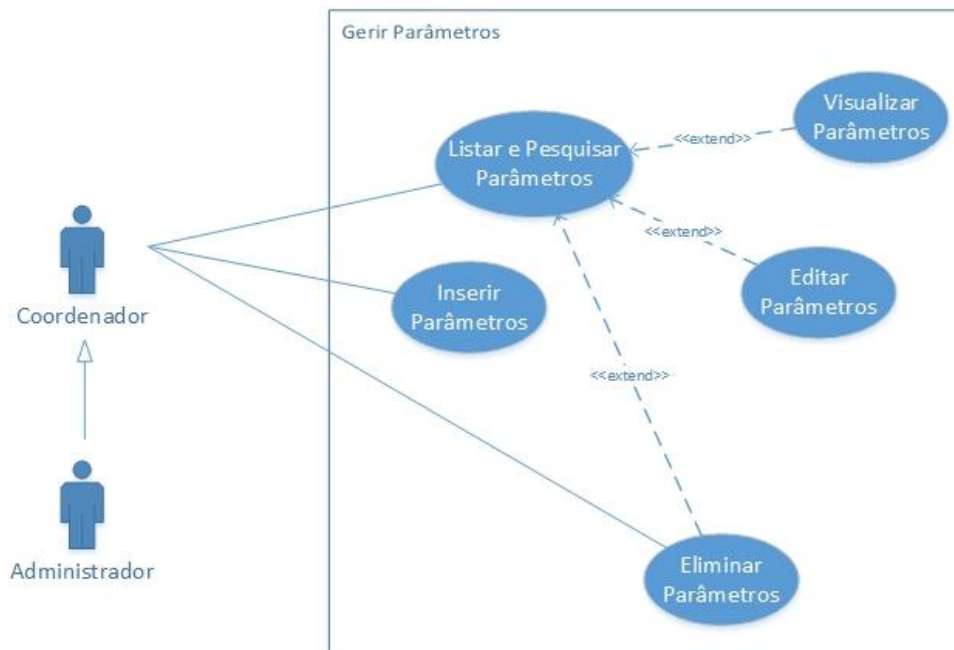 Gerir Parâmetros
Visualizar
Parâmetros
<<extend>>
Listar e Pesquisar
Parâmetros
<<extend>>
Editar
Parâmetros
Inserir
Parâmetros
Coordenador
<<extend>>
Eliminar
Parâmetros
Administrador